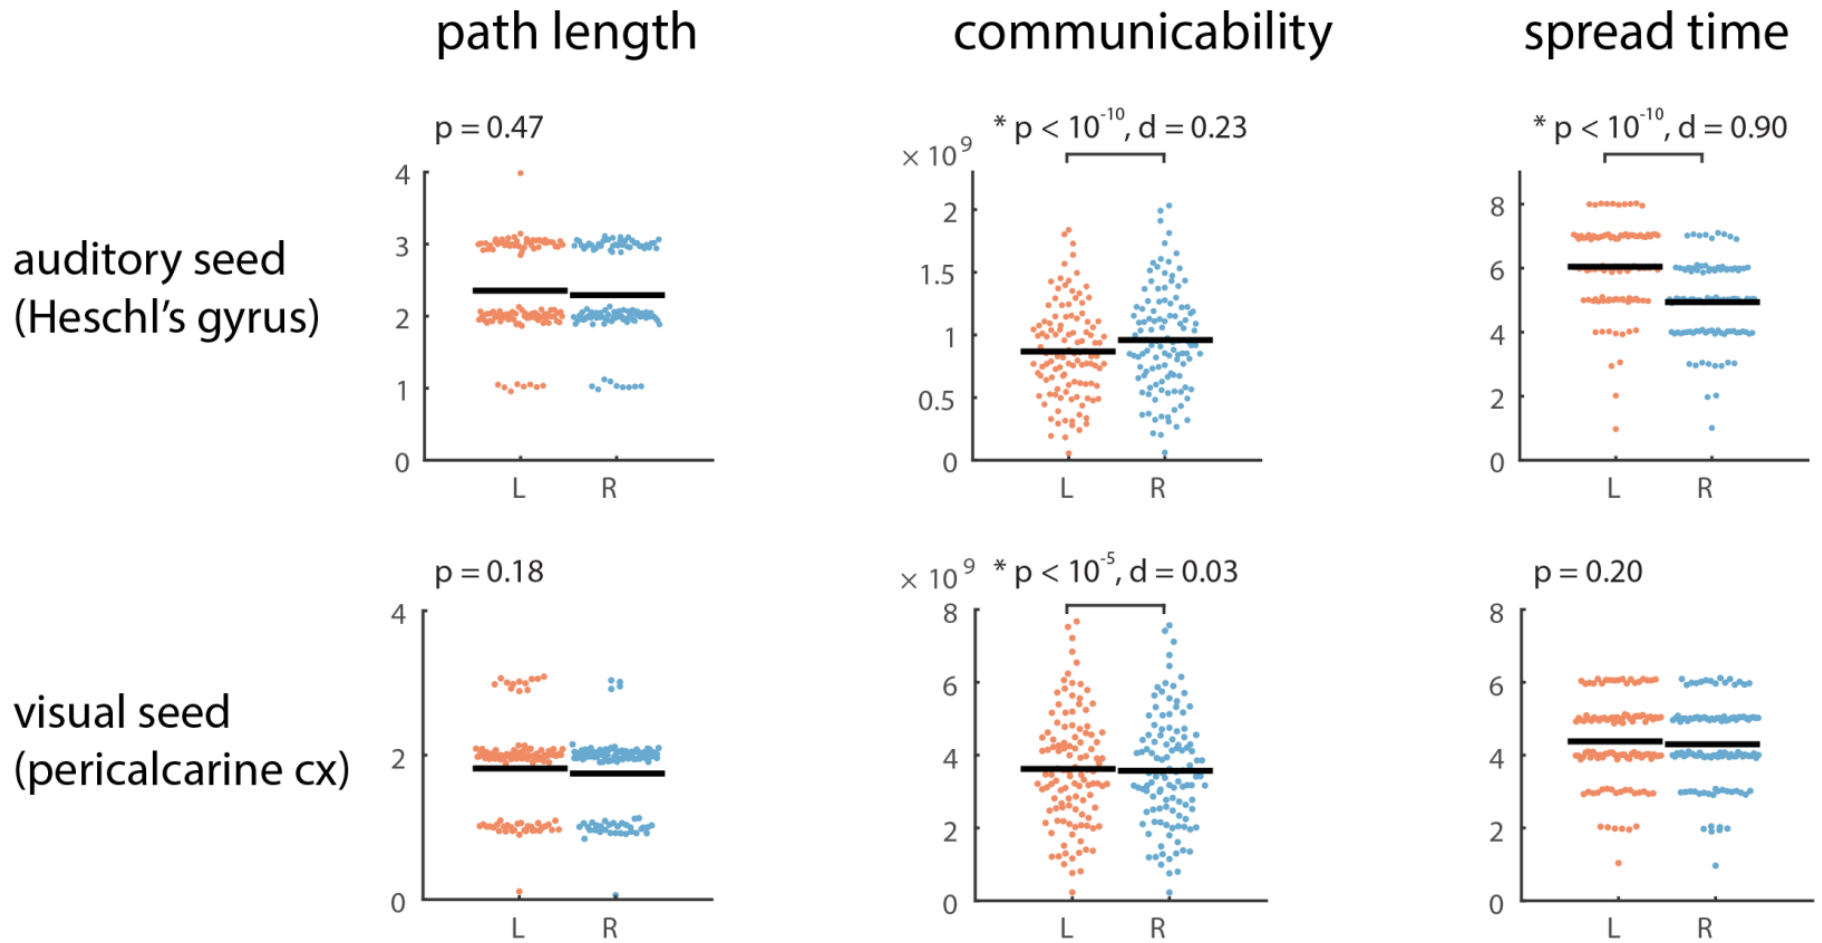 path length
communicability
spread time
auditory seed
(Heschl's gyrus)
p = 0.47
4
3
2
1
0
L R
* p < 10^-10, d = 0.23
× 10^9
2
1.5
1
0.5
0
L R
* p < 10^-10, d = 0.90
8
6
4
2
0
L R
visual seed
(pericalcarine cx)
p = 0.18
4
2
0
L R
× 10^9 * p < 10^-5, d = 0.03
8
6
4
2
0
L R
p = 0.20
8
6
4
2
0
L R